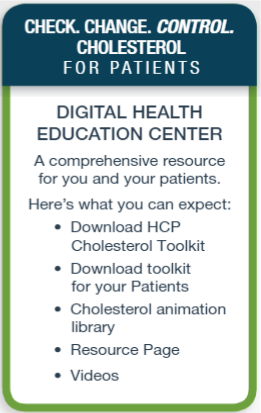 CHECK. CHANGE. CONTROL.
CHOLESTEROL
FOR PATIENTS
DIGITAL HEALTH
EDUCATION CENTER
A comprehensive resource
for you and your patients.
Here's what you can expect:
• Download HCP
Cholesterol Toolkit
• Download toolkit
for your Patients
• Cholesterol animation
library
• Resource Page
• Videos